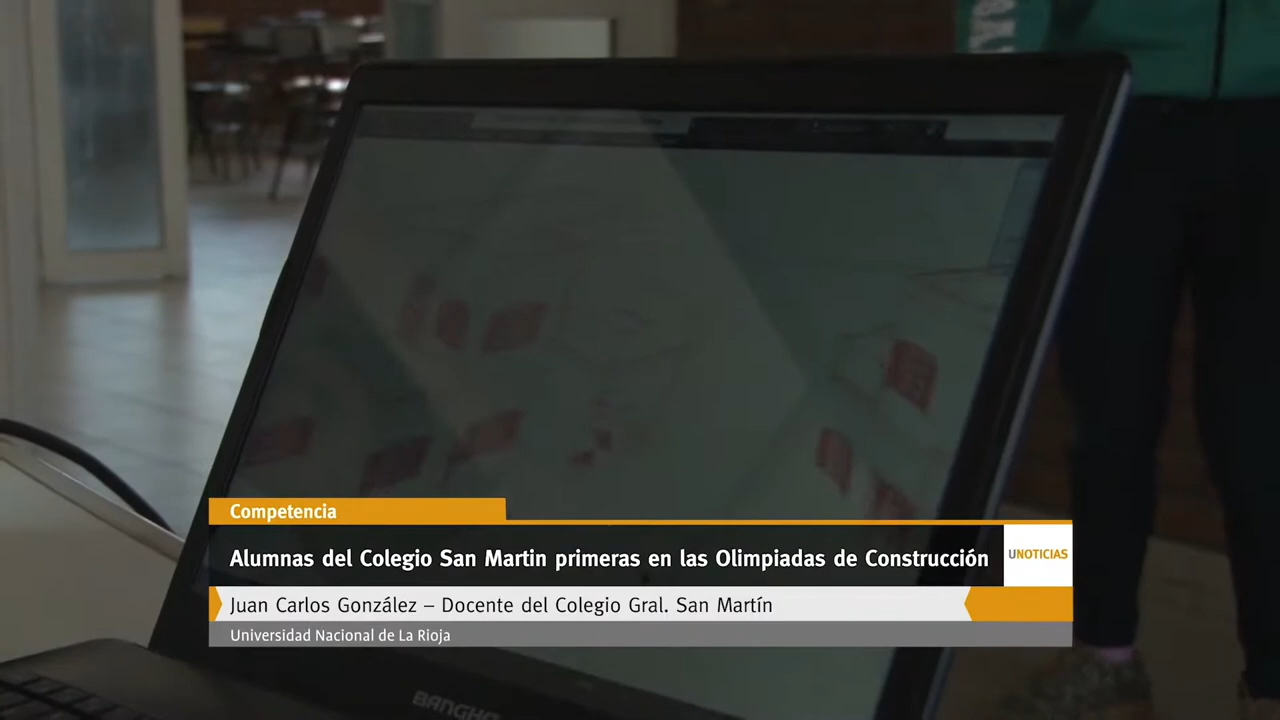 Competencia
Alumnas del Colegio San Martin primeras en las Olimpiadas de Construcción
UNOTICIAS
Juan Carlos González – Docente del Colegio Gral. San Martín
Universidad Nacional de La Rioja
BANGHO